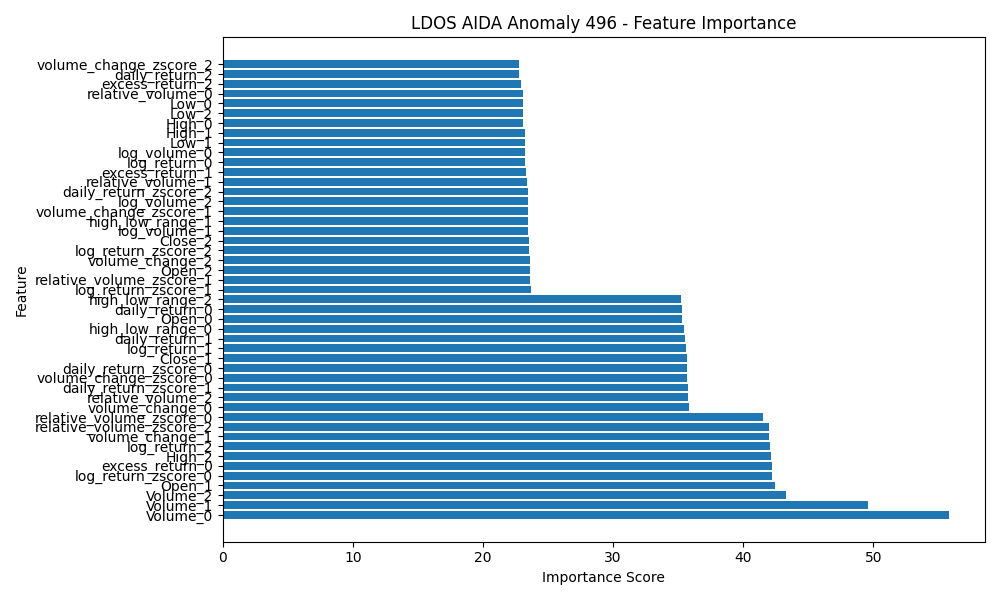 LDOS AIDA Anomaly 496 - Feature Importance
volume_change_zscore_2
daily_return_2
excess_return_2
relative_volume_0
Low_0
Low_2
High_0
High_1
Low_1
log_volume_0
log_return_0
excess_return_1
relative_volume_1
daily_return_zscore_2
log_volume_2
volume_change_zscore_1
high_low_range_1
log_volume_1
Close_2
log_return_zscore_2
volume_change_2
Open_2
relative_volume_zscore_1
log_return_zscore_1
high_low_range_2
daily_return_0
Open_0
high_low_range_0
daily_return_1
log_return_1
Close_1
daily_return_zscore_0
volume_change_zscore_0
daily_return_zscore_1
relative_volume_2
volume_change_0
relative_volume_zscore_0
relative_volume_zscore_2
volume_change_1
log_return_2
High_2
excess_return_0
log_return_zscore_0
Open_1
Volume_2
Volume_1
Volume_0
Feature
0 10 20 30 40 50
Importance Score